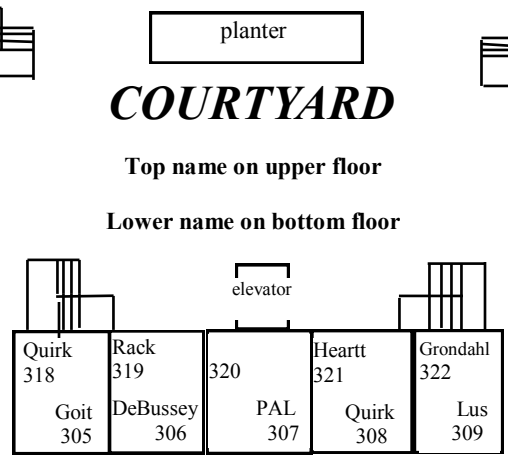 planter
COURTYARD
Top name on upper floor
Lower name on bottom floor
elevator
Quirk
318
Goit
305
Rack
319
DeBussey
306
320
PAL
307
Heartt
321
Quirk
308
Grondahl
322
Lus
309